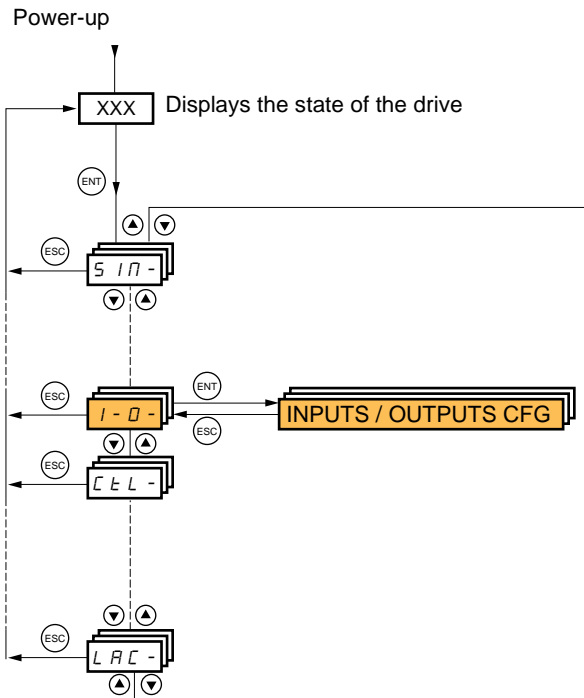 Power-up
XXX Displays the state of the drive
ENT
ESC
SIM-
ENT
ESC
I-O-
INPUTS / OUTPUTS CFG
ESC
ESC
CtL-
ESC
LAC-